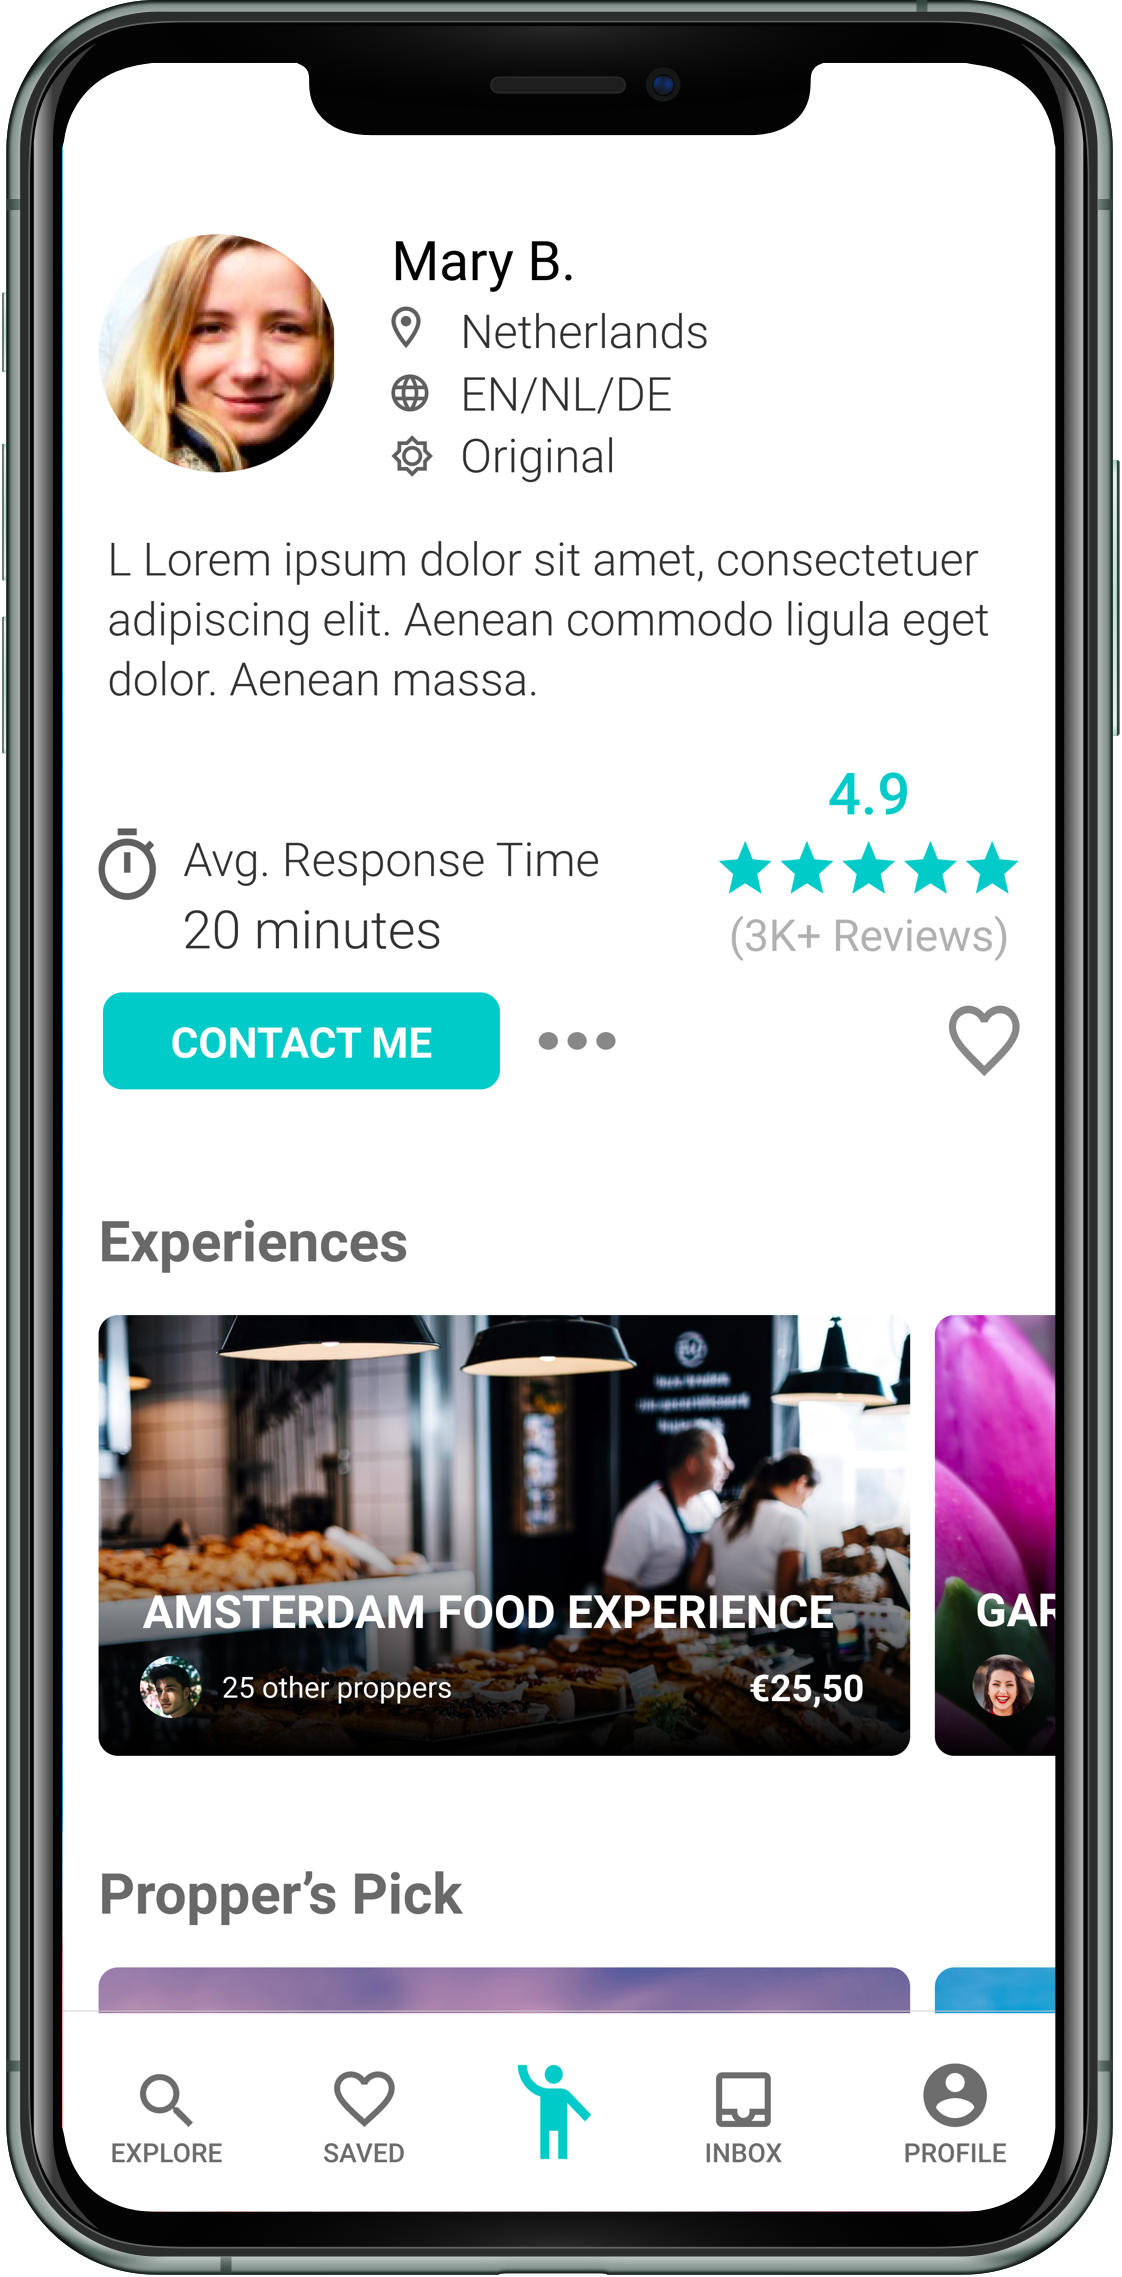 Mary B.
Netherlands
EN/NL/DE
Original
L Lorem ipsum dolor sit amet, consectetuer
adipiscing elit. Aenean commodo ligula eget
dolor. Aenean massa.
4.9
Avg. Response Time
20 minutes
(3K+ Reviews)
CONTACT ME
Experiences
AMSTERDAM FOOD EXPERIENCE
25 other proppers
€25,50
GAR
Propper's Pick
EXPLORE
SAVED
INBOX
PROFILE